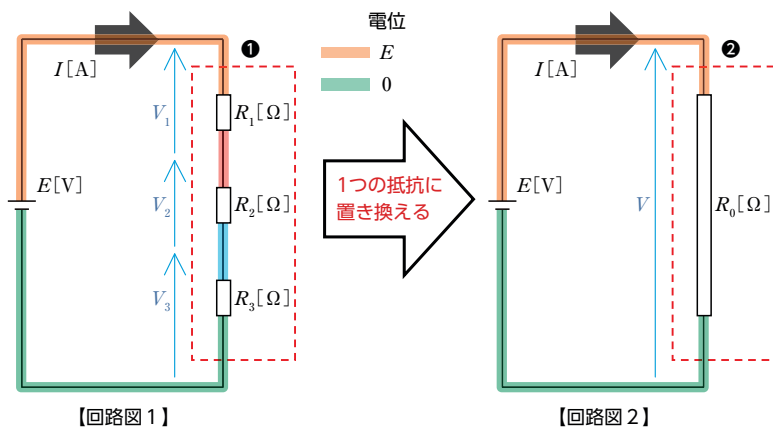 電位
E
0
❶
I[A]
V₁
R₁[Ω]
E[V]
V₂
R₂[Ω]
V₃
R₃[Ω]
【回路図1】
1つの抵抗に
置き換える
❷
I[A]
E[V]
V
R₀[Ω]
【回路図2】